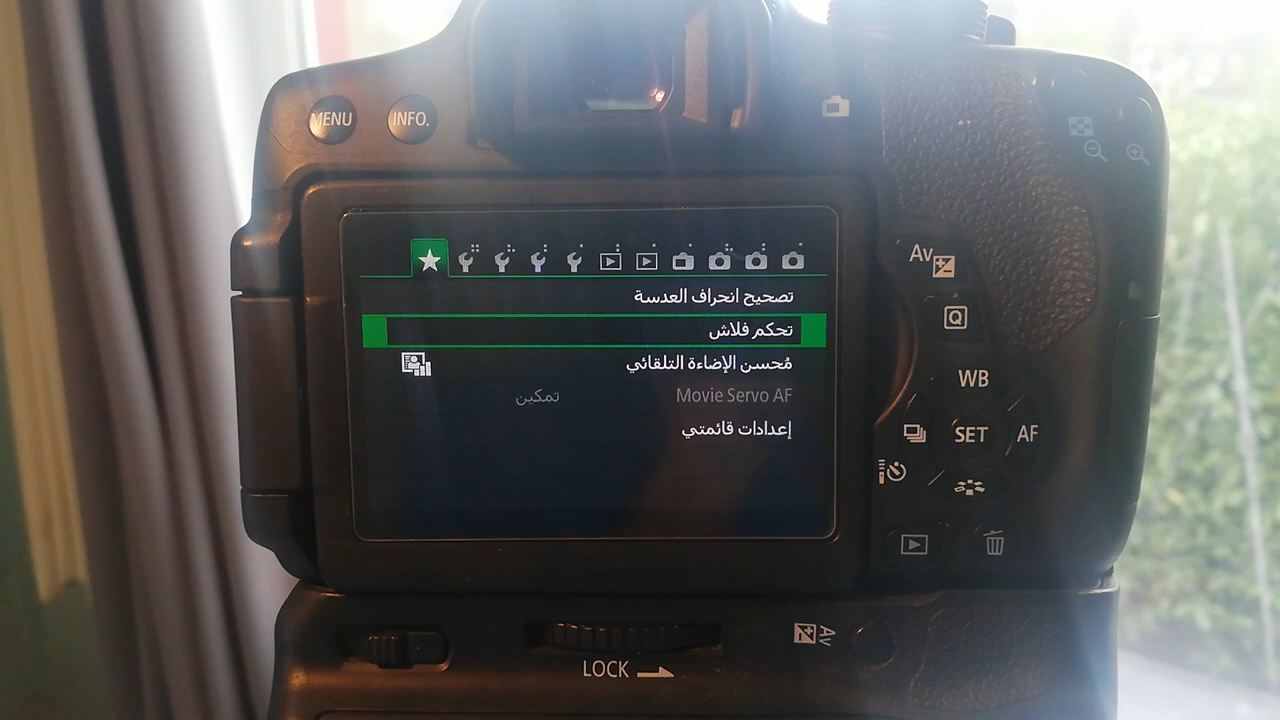 MENU
INFO.
تصحيح انحراف العدسة
تحكم فلاش
مُحسن الإضاءة التلقائي
Movie Servo AF تمكين
إعدادات قائمتي
Av
Q
WB
SET
AF
Av
LOCK